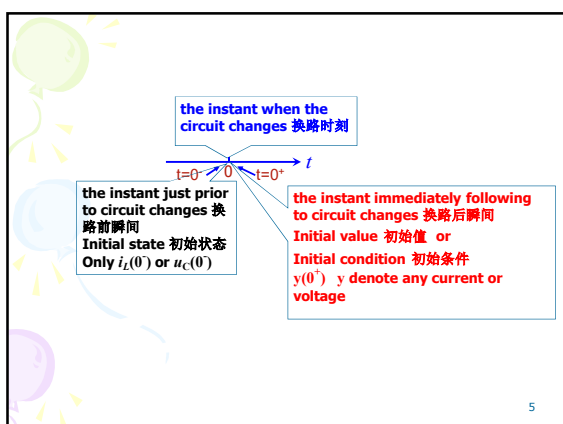 the instant when the
circuit changes 换路时刻
t=0⁻ 0 t=0⁺ t
the instant just prior
to circuit changes 换
路前瞬间
Initial state 初始状态
Only i_L(0⁻) or u_C(0⁻)
the instant immediately following
to circuit changes 换路后瞬间
Initial value 初始值 or
Initial condition 初始条件
y(0⁺) y denote any current or
voltage
5